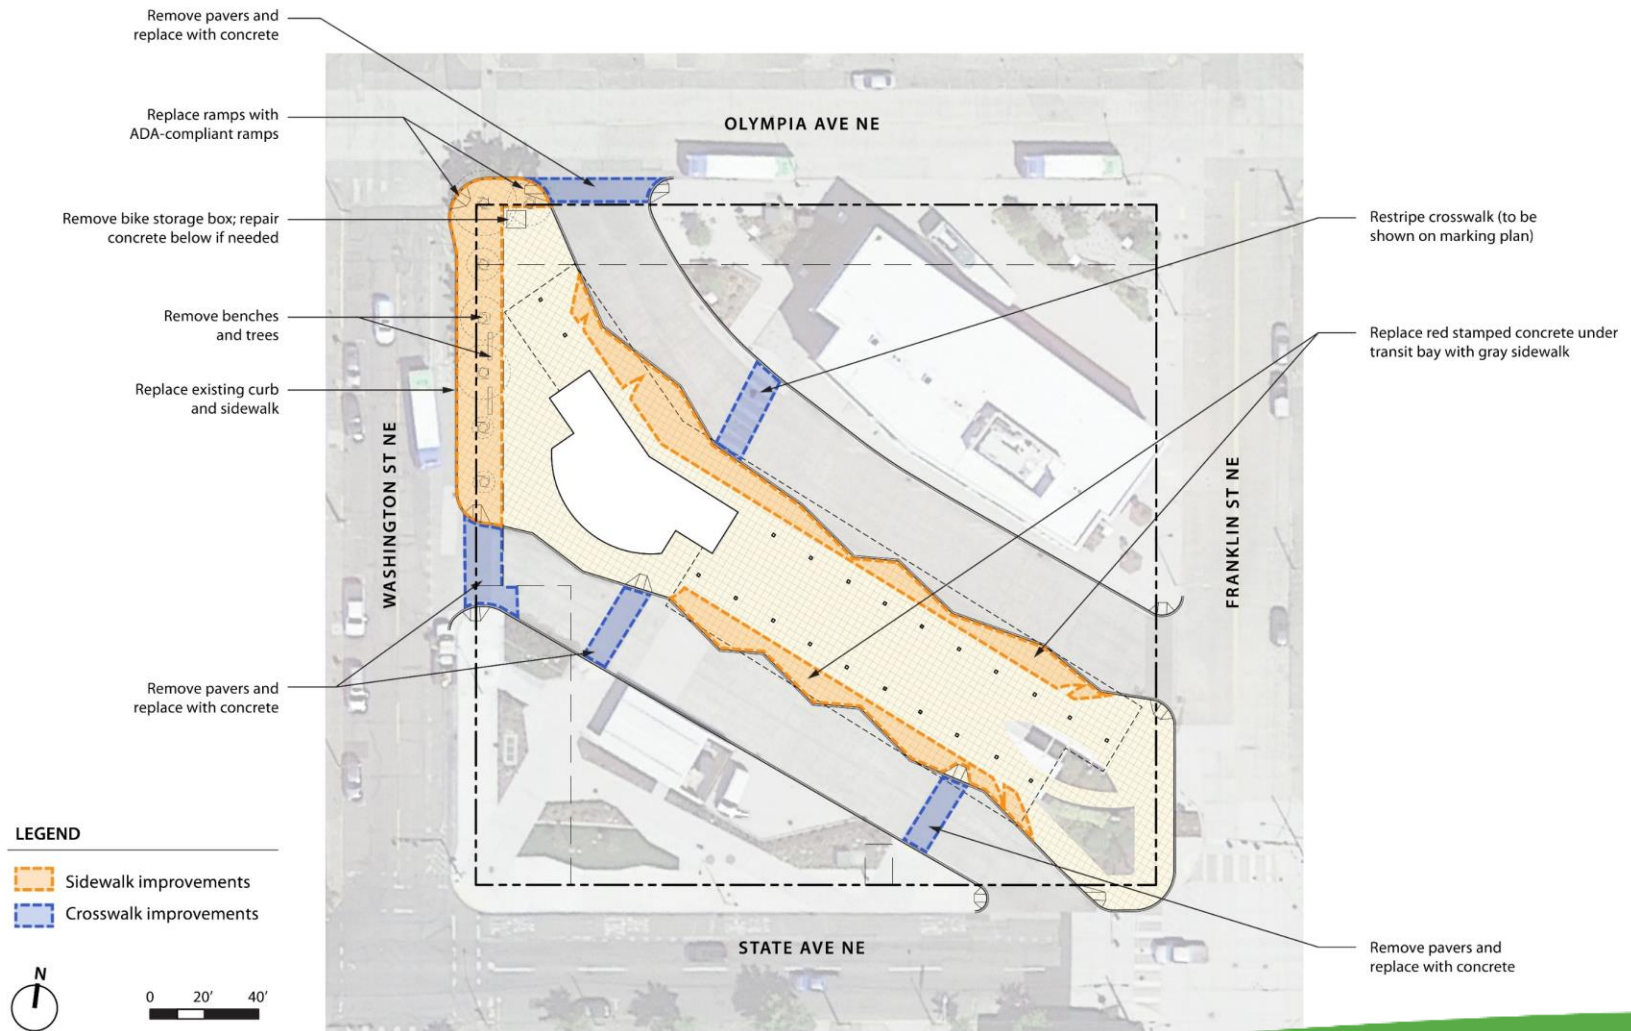 Remove pavers and
replace with concrete
Replace ramps with
ADA-compliant ramps
Remove bike storage box; repair
concrete below if needed
Remove benches
and trees
Replace existing curb
and sidewalk
Remove pavers and
replace with concrete
OLYMPIA AVE NE
WASHINGTON ST NE
FRANKLIN ST NE
STATE AVE NE
Restripe crosswalk (to be
shown on marking plan)
Replace red stamped concrete under
transit bay with gray sidewalk
Remove pavers and
replace with concrete
LEGEND
Sidewalk improvements
Crosswalk improvements
N
0 20' 40'